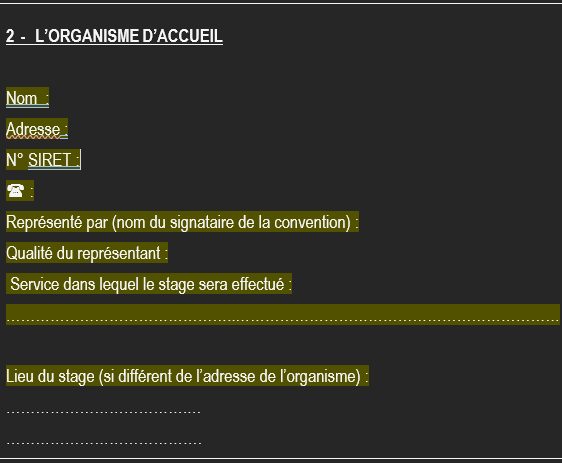 2 - L'ORGANISME D'ACCUEIL
Nom :
Adresse :
N° SIRET :
☎ :
Représenté par (nom du signataire de la convention) :
Qualité du représentant :
Service dans lequel le stage sera effectué :
…………………………………………………………………………………………………
Lieu du stage (si différent de l'adresse de l'organisme) :
…………………………………
…………………………………